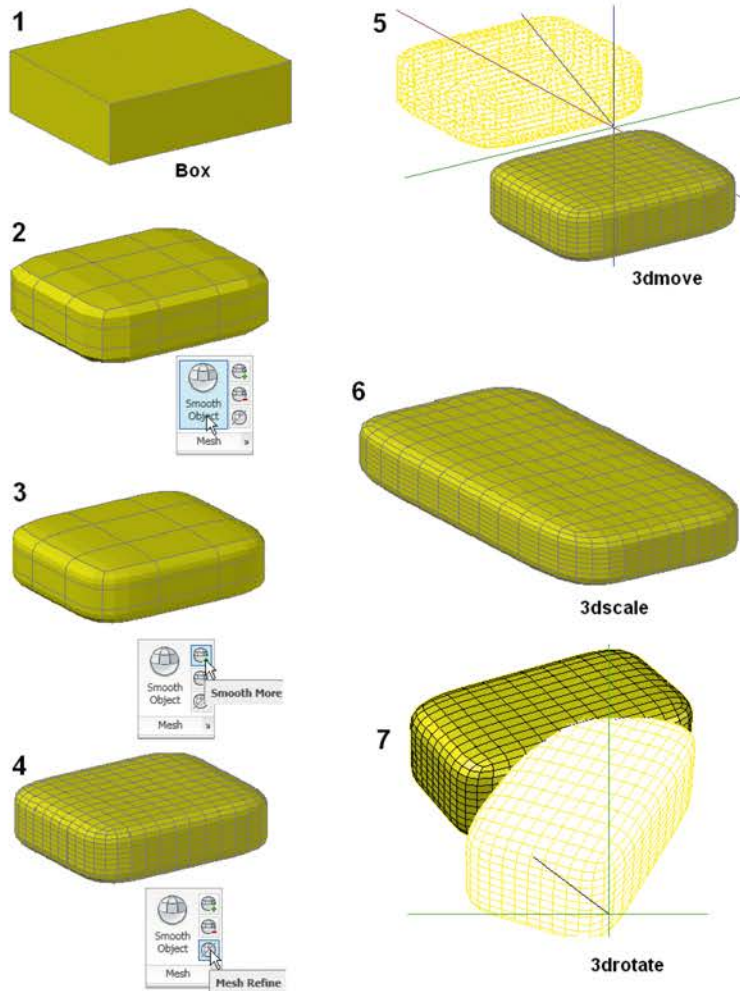 1
Box
2
Smooth
Object
Mesh
3
Smooth
Object
Smooth More
Mesh
4
Smooth
Object
Mesh
Mesh Refine
5
3dmove
6
3dscale
7
3drotate